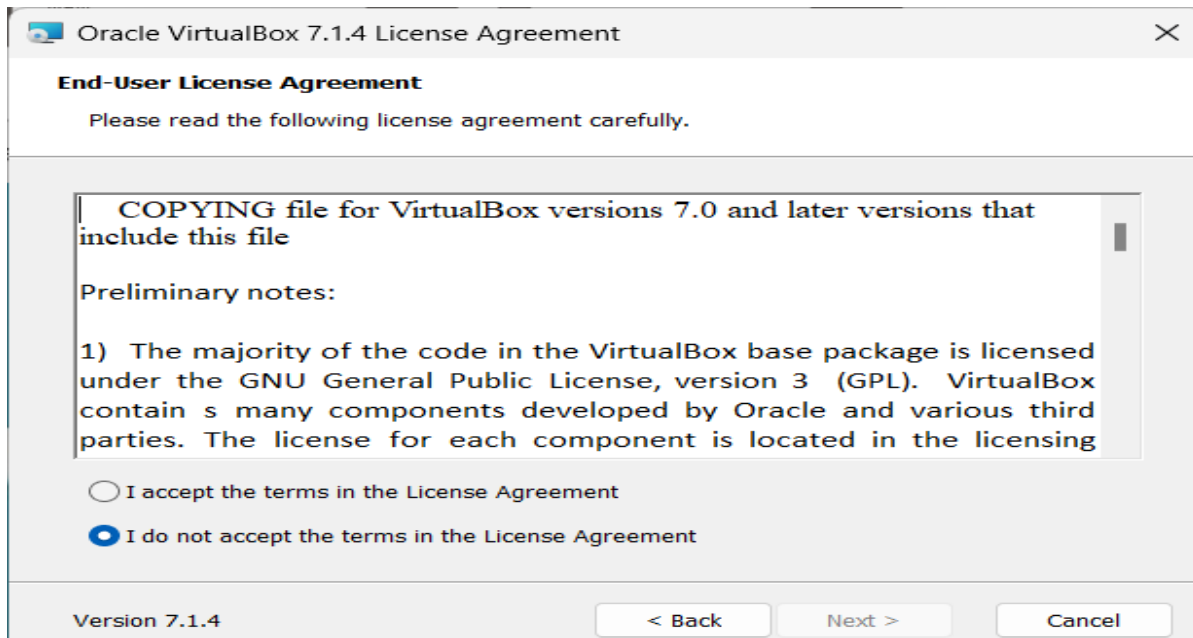 Oracle VirtualBox 7.1.4 License Agreement
End-User License Agreement
Please read the following license agreement carefully.
COPYING file for VirtualBox versions 7.0 and later versions that
include this file
Preliminary notes:
1) The majority of the code in the VirtualBox base package is licensed
under the GNU General Public License, version 3 (GPL). VirtualBox
contain s many components developed by Oracle and various third
parties. The license for each component is located in the licensing
I accept the terms in the License Agreement
I do not accept the terms in the License Agreement
Version 7.1.4
< Back
Next >
Cancel